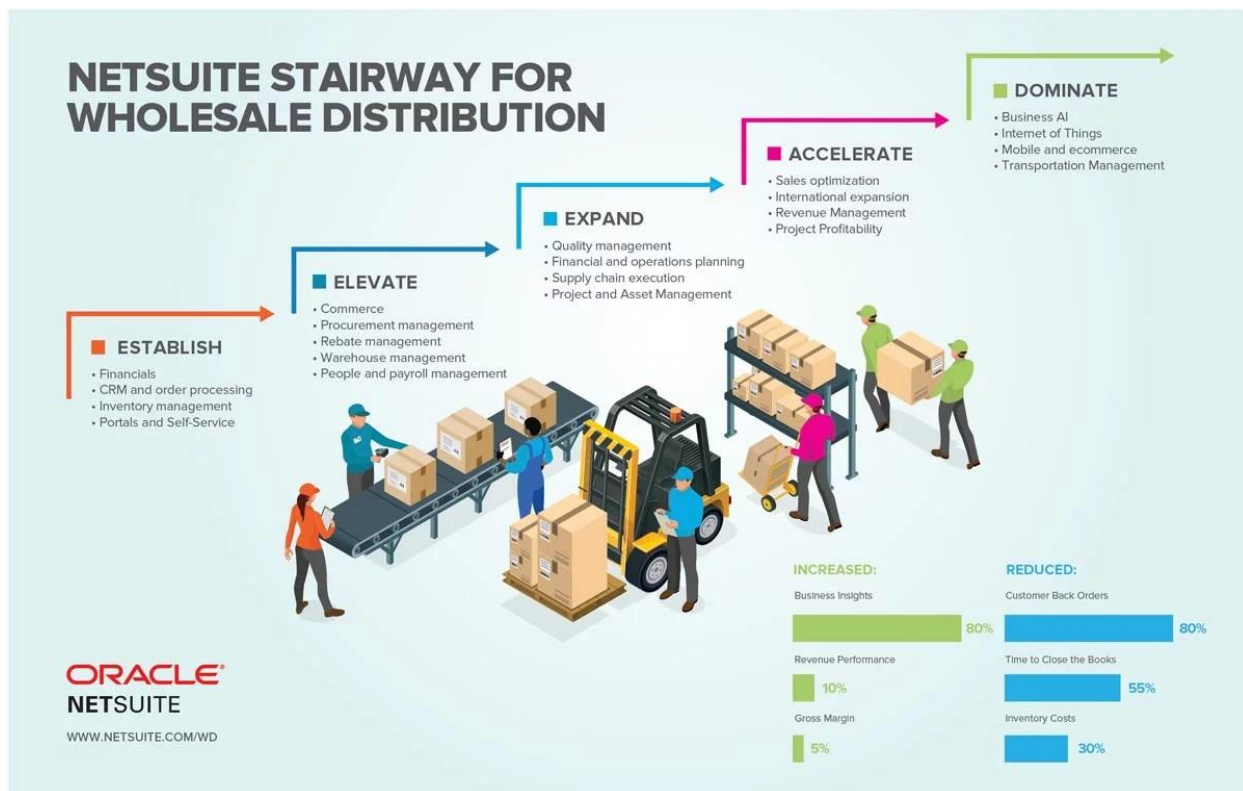 NETSUITE STAIRWAY FOR
WHOLESALE DISTRIBUTION
ESTABLISH
• Financials
• CRM and order processing
• Inventory management
• Portals and Self-Service
ELEVATE
• Commerce
• Procurement management
• Rebate management
• Warehouse management
• People and payroll management
EXPAND
• Quality management
• Financial and operations planning
• Supply chain execution
• Project and Asset Management
ACCELERATE
• Sales optimization
• International expansion
• Revenue Management
• Project Profitability
DOMINATE
• Business AI
• Internet of Things
• Mobile and ecommerce
• Transportation Management
INCREASED:
Business Insights
80%
Revenue Performance
10%
Gross Margin
5%
REDUCED:
Customer Back Orders
80%
Time to Close the Books
55%
Inventory Costs
30%
ORACLE®
NETSUITE
WWW.NETSUITE.COM/WD